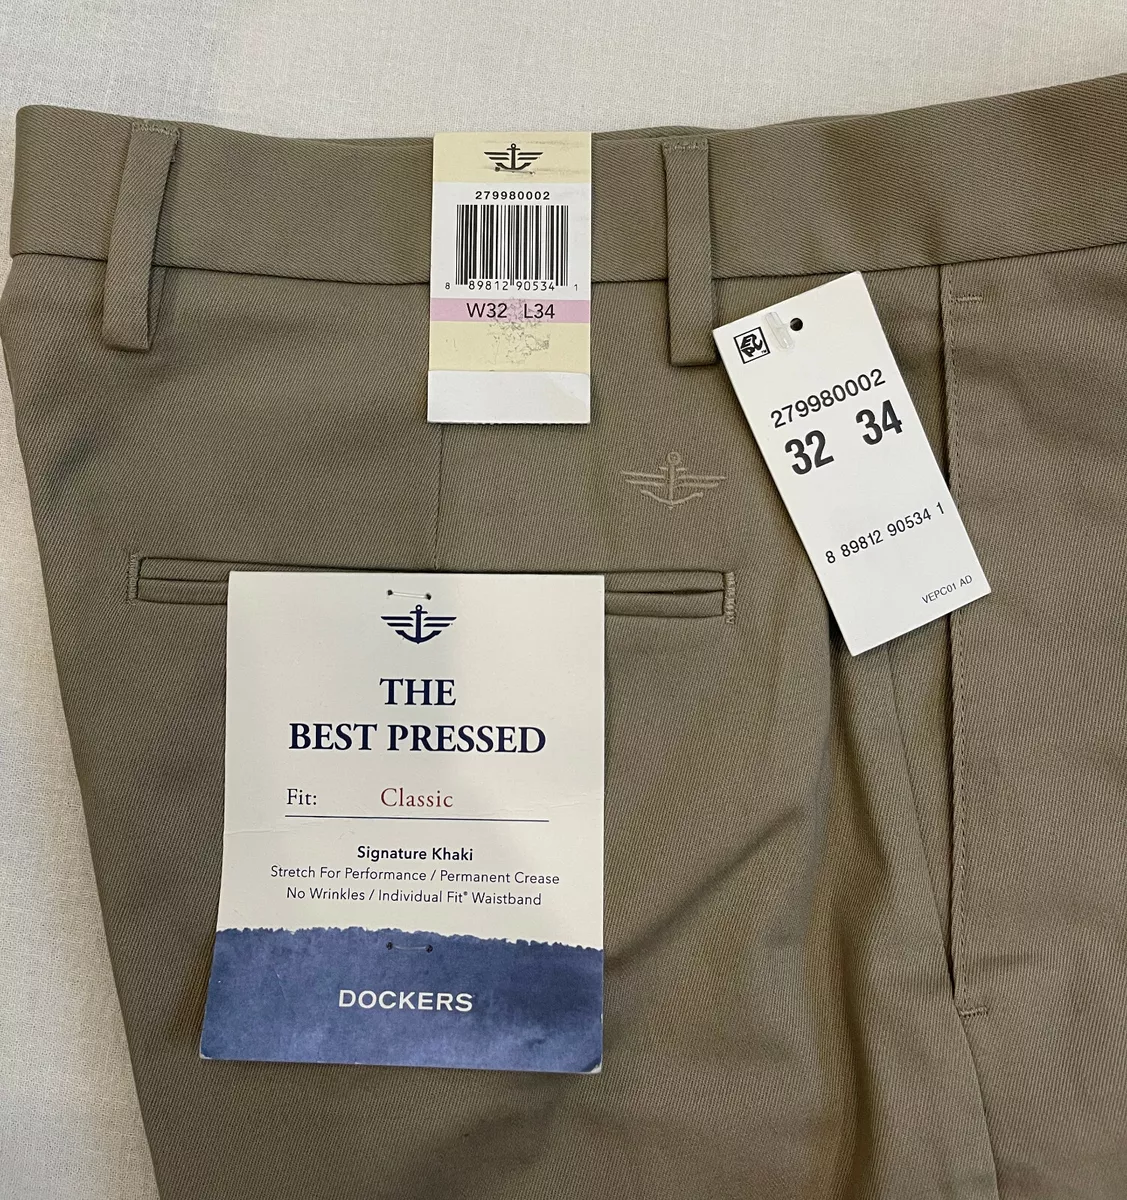 279980002
8 89812 90534 1
W32 L34
EPC
279980002
32 34
8 89812 90534 1
VEPC01 AD
THE
BEST PRESSED
Fit: Classic
Signature Khaki
Stretch For Performance / Permanent Crease
No Wrinkles / Individual Fit® Waistband
DOCKERS